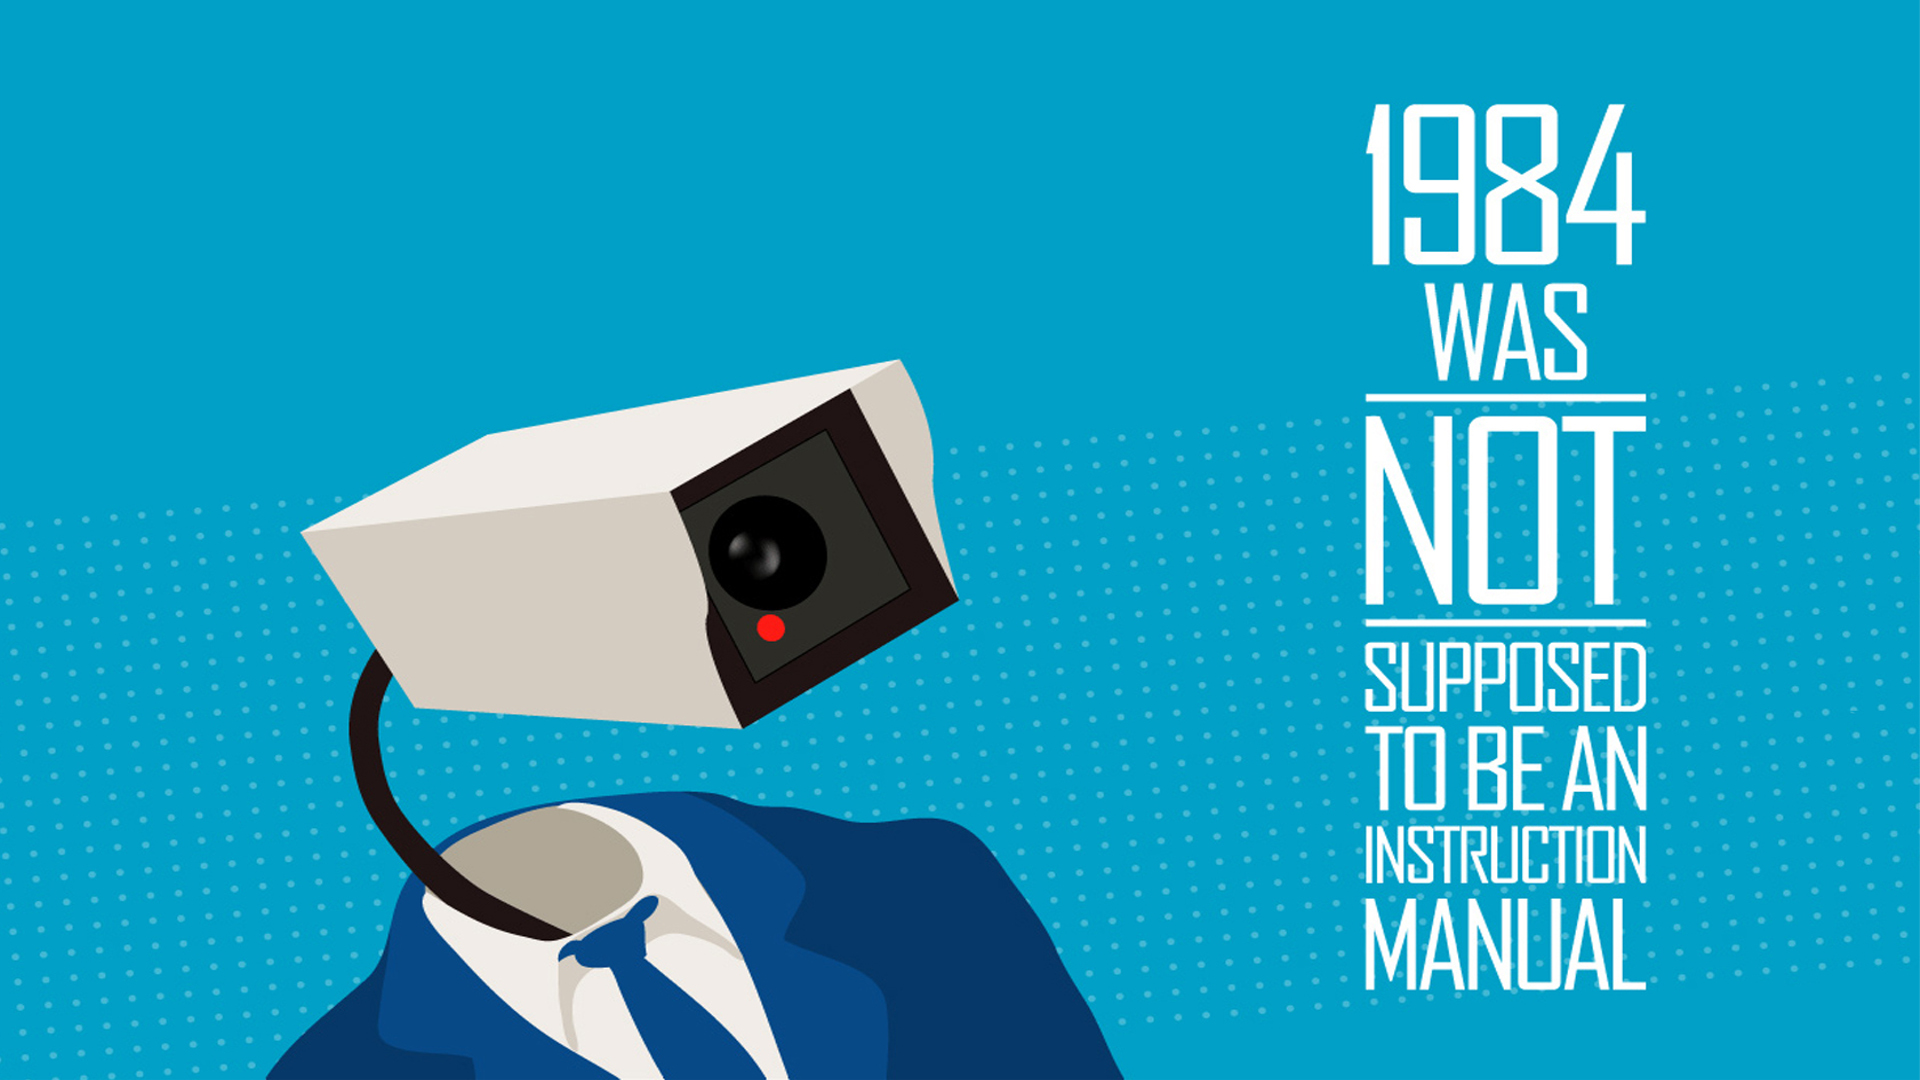 1984
WAS
NOT
SUPPOSED
TO BE AN
INSTRUCTION
MANUAL